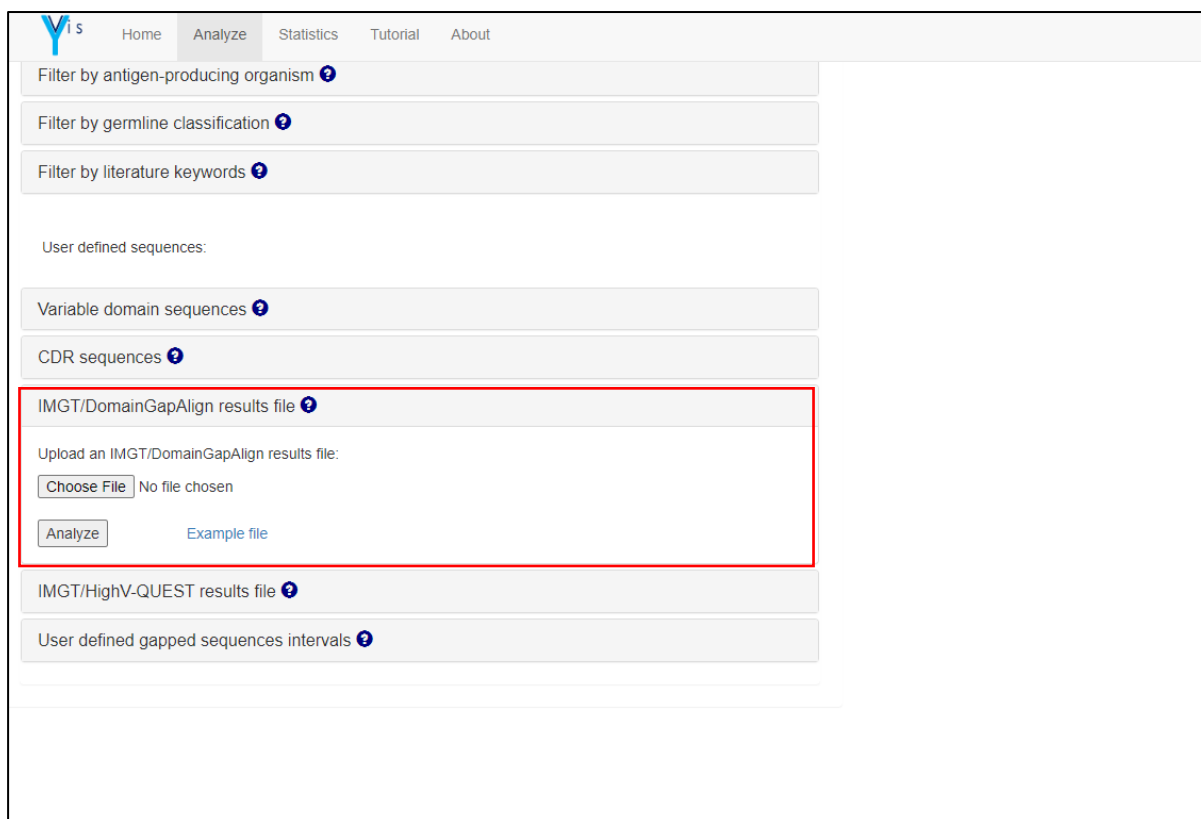 Yis Home Analyze Statistics Tutorial About
Filter by antigen-producing organism ?
Filter by germline classification ?
Filter by literature keywords ?
User defined sequences:
Variable domain sequences ?
CDR sequences ?
IMGT/DomainGapAlign results file ?
Upload an IMGT/DomainGapAlign results file:
Choose File No file chosen
Analyze Example file
IMGT/HighV-QUEST results file ?
User defined gapped sequences intervals ?